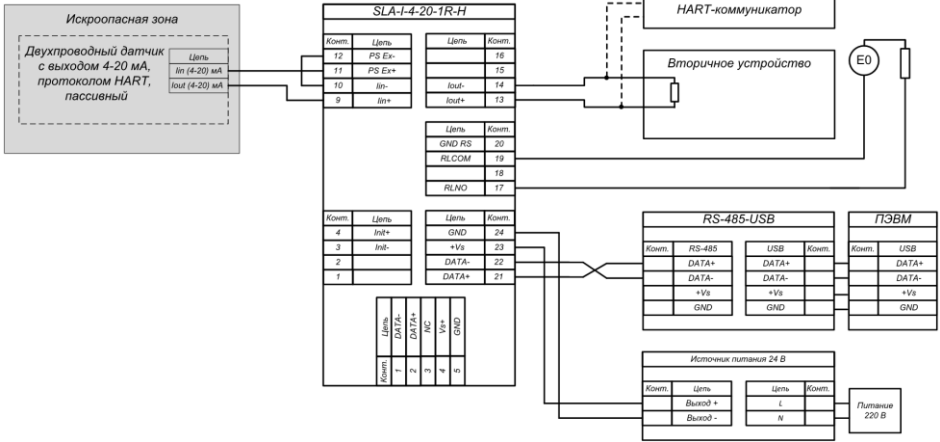 Искроопасная зона
Двухпроводный датчик
с выходом 4-20 мА,
протоколом HART,
пассивный
Цепь
Iin (4-20) мА
Iout (4-20) мА
SLA-I-4-20-1R-H
Конт. Цепь
12 PS Ex-
11 PS Ex+
10 Iin-
9 Iin+
Цепь Конт.
16
15
Iout- 14
Iout+ 13
Цепь Конт.
GND RS 20
RLCOM 19
18
RLNO 17
Конт. Цепь
4 Init+
3 Init-
2
1
Цепь Конт.
GND 24
+Vs 23
DATA- 22
DATA+ 21
Конт. Цепь
1 DATA-
2 DATA+
3 NC
4 Vs+
5 GND
HART-коммуникатор
Вторичное устройство
E0
RS-485-USB
Конт. RS-485 USB Конт.
DATA+ DATA+
DATA- DATA-
+Vs +Vs
GND GND
ПЭВМ
Конт. USB
DATA+
DATA-
+Vs
GND
Источник питания 24 В
Конт. Цепь Цепь Конт.
Выход + L
Выход - N
Питание
220 В